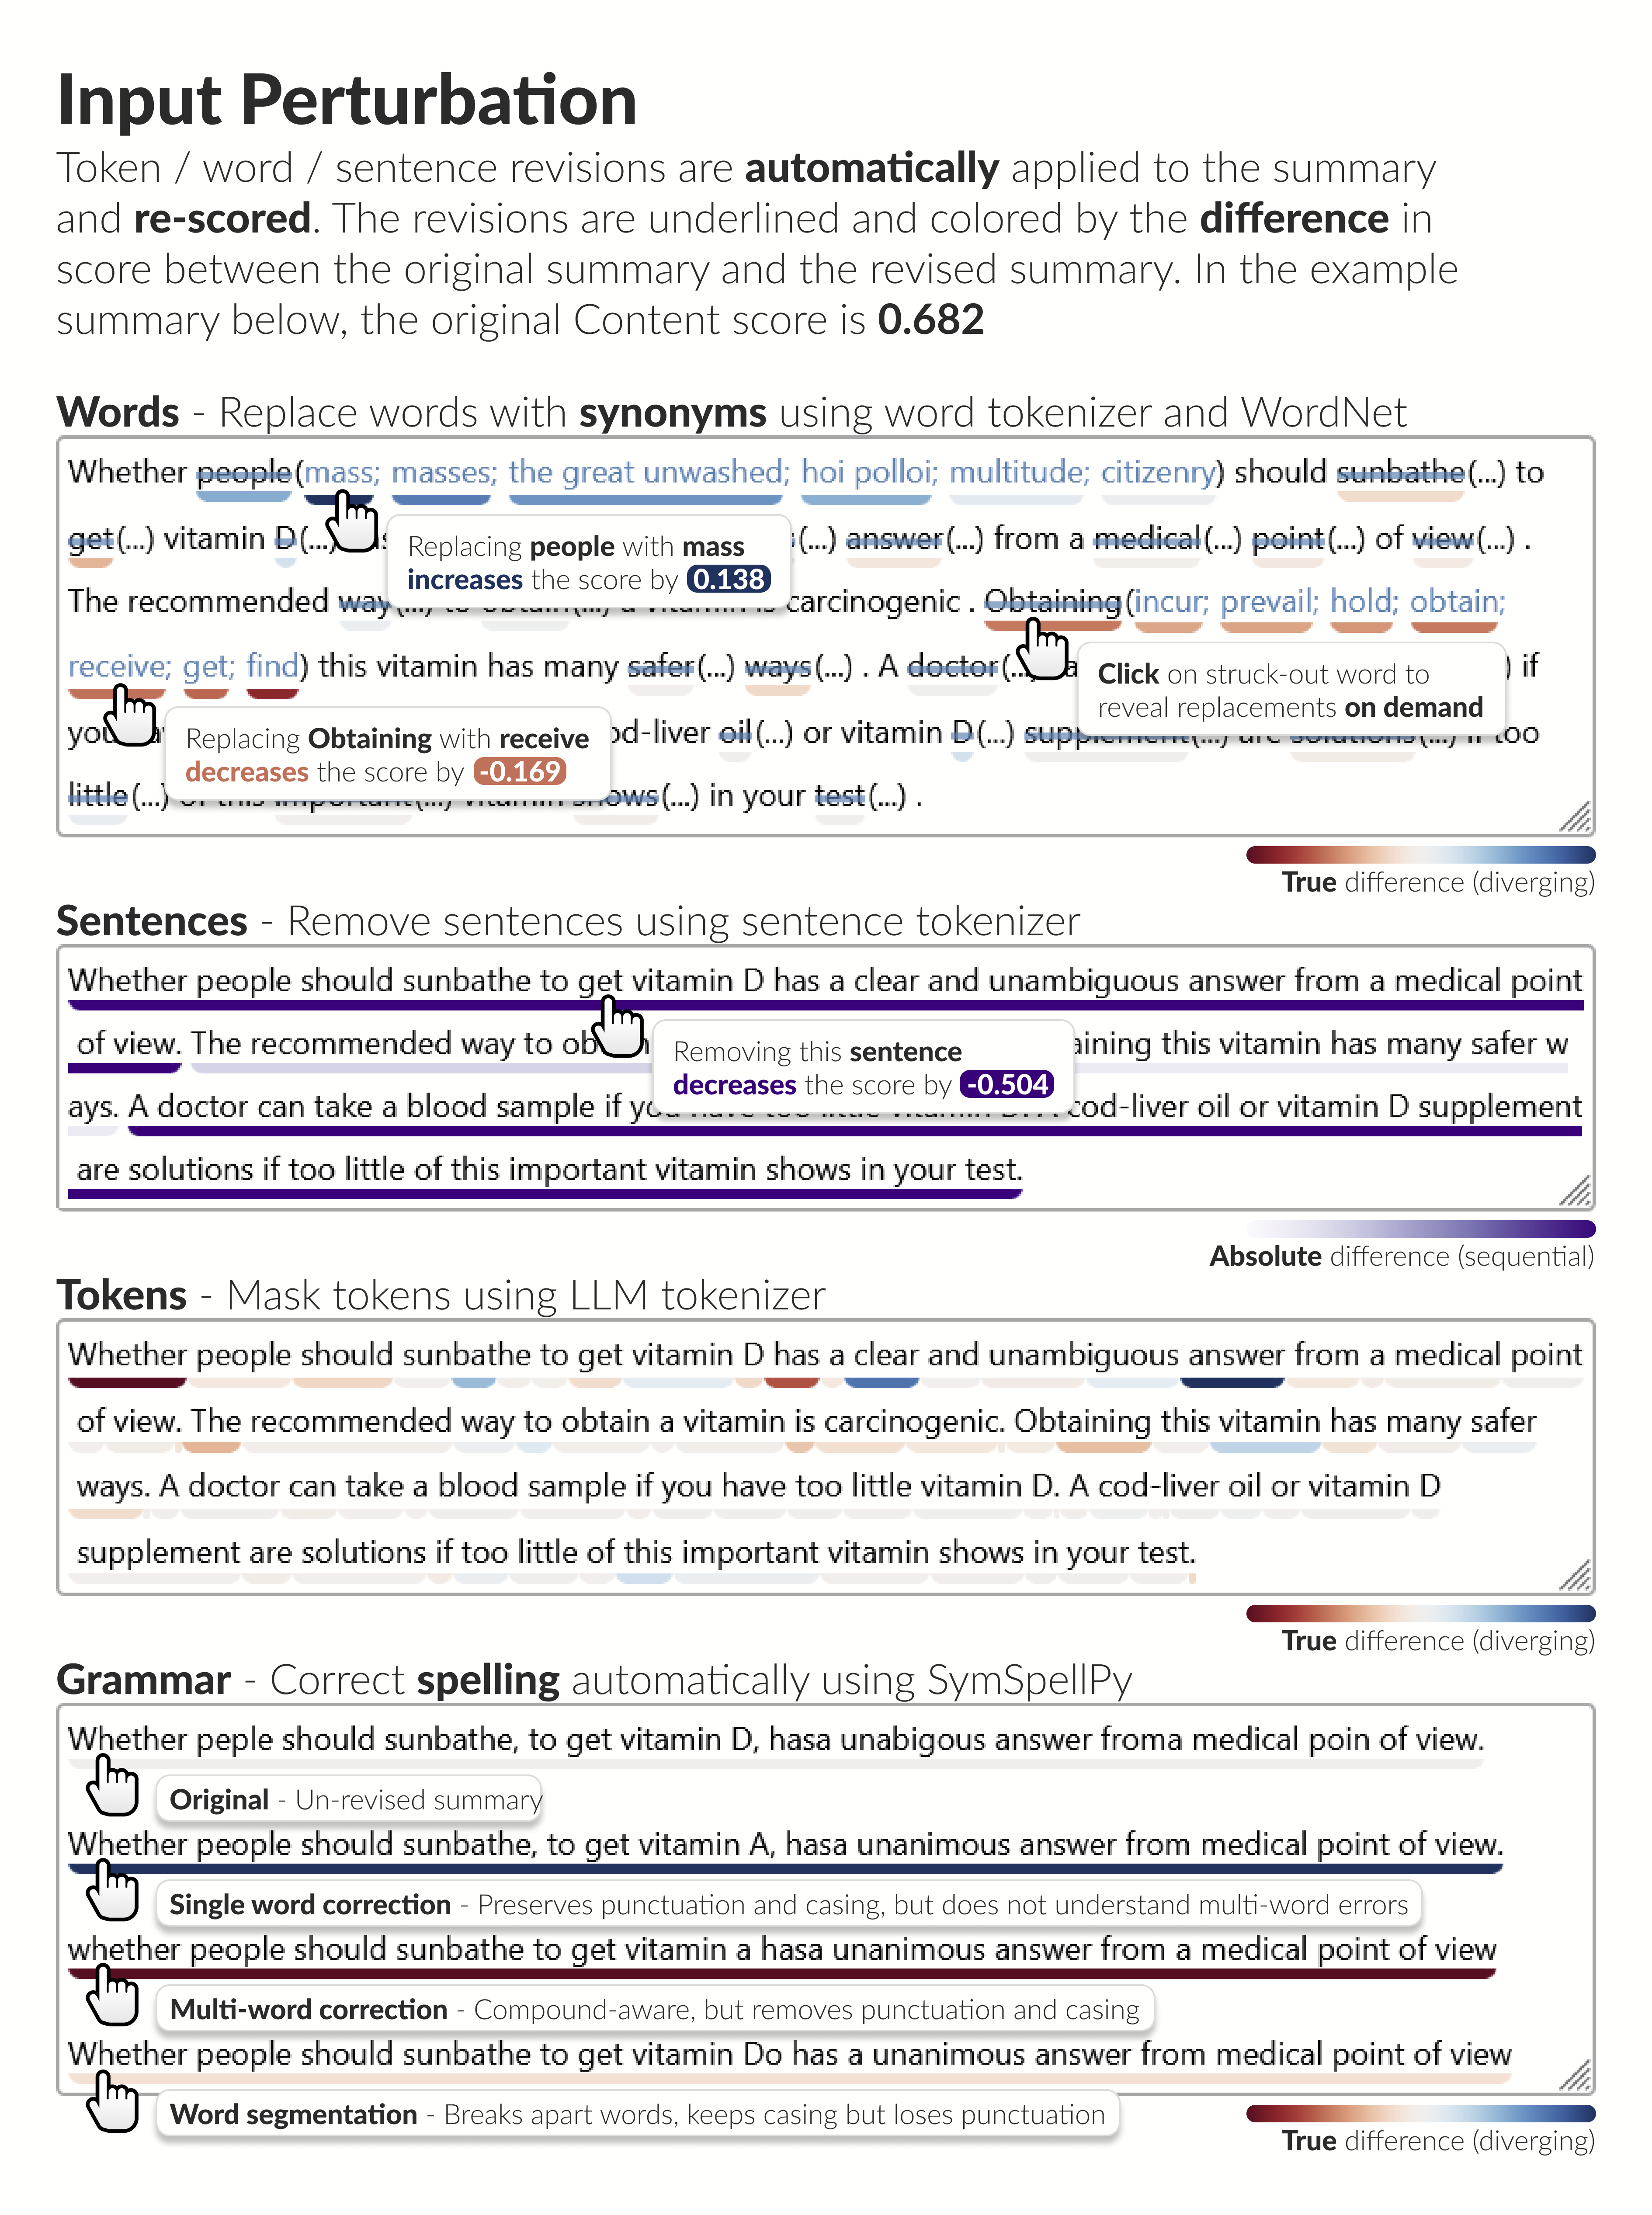 Input Perturbation
Token / word / sentence revisions are automatically applied to the summary
and re-scored. The revisions are underlined and colored by the difference in
score between the original summary and the revised summary. In the example
summary below, the original Content score is 0.682
Words - Replace words with synonyms using word tokenizer and WordNet
Whether people(mass; masses; the great unwashed; hoi polloi; multitude; citizenry) should sunbathe(...) to
get(...) vitamin D(...) (...) answer(...) from a medical(...) point(...) of view(...) .
Replacing people with mass
increases the score by 0.138
The recommended way carcinogenic . Obtaining(incur; prevail; hold; obtain;
receive; get; find) this vitamin has many safer(...) ways(...) . A doctor(... ) if
Click on struck-out word to
reveal replacements on demand
Replacing Obtaining with receive
decreases the score by -0.169
you od-liver oil(...) or vitamin D(...) supplement(...) are solutions(...) if too
little(...) of this important(...) vitamin shows(...) in your test(...) .
True difference (diverging)
Sentences - Remove sentences using sentence tokenizer
Whether people should sunbathe to get vitamin D has a clear and unambiguous answer from a medical point
of view. The recommended way to ob aining this vitamin has many safer w
Removing this sentence
decreases the score by -0.504
ays. A doctor can take a blood sample if you have too little vitamin D. A cod-liver oil or vitamin D supplement
are solutions if too little of this important vitamin shows in your test.
Absolute difference (sequential)
Tokens - Mask tokens using LLM tokenizer
Whether people should sunbathe to get vitamin D has a clear and unambiguous answer from a medical point
of view. The recommended way to obtain a vitamin is carcinogenic. Obtaining this vitamin has many safer
ways. A doctor can take a blood sample if you have too little vitamin D. A cod-liver oil or vitamin D
supplement are solutions if too little of this important vitamin shows in your test.
True difference (diverging)
Grammar - Correct spelling automatically using SymSpellPy
Whether peple should sunbathe, to get vitamin D, hasa unabigous answer froma medical poin of view.
Original - Un-revised summary
Whether people should sunbathe, to get vitamin A, hasa unanimous answer from medical point of view.
Single word correction - Preserves punctuation and casing, but does not understand multi-word errors
whether people should sunbathe to get vitamin a hasa unanimous answer from a medical point of view
Multi-word correction - Compound-aware, but removes punctuation and casing
Whether people should sunbathe to get vitamin Do has a unanimous answer from medical point of view
Word segmentation - Breaks apart words, keeps casing but loses punctuation
True difference (diverging)